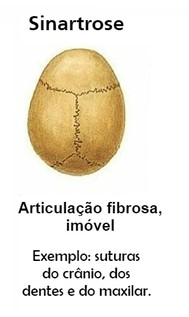 Sinartrose
Articulação fibrosa,
imóvel
Exemplo: suturas
do crânio, dos
dentes e do maxilar.